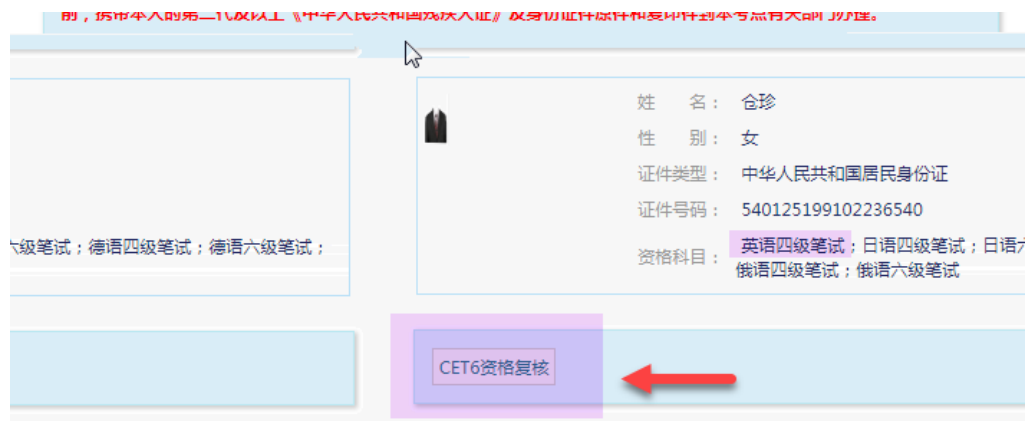 前，携带本人的第二代及以上《中华人民共和国残疾人证》及身份证件原件和复印件到本考点有关部门办理。
姓 名： 仓珍
性 别： 女
证件类型： 中华人民共和国居民身份证
证件号码： 540125199102236540
六级笔试；德语四级笔试；德语六级笔试；
资格科目： 英语四级笔试；日语四级笔试；日语六
俄语四级笔试；俄语六级笔试
CET6资格复核